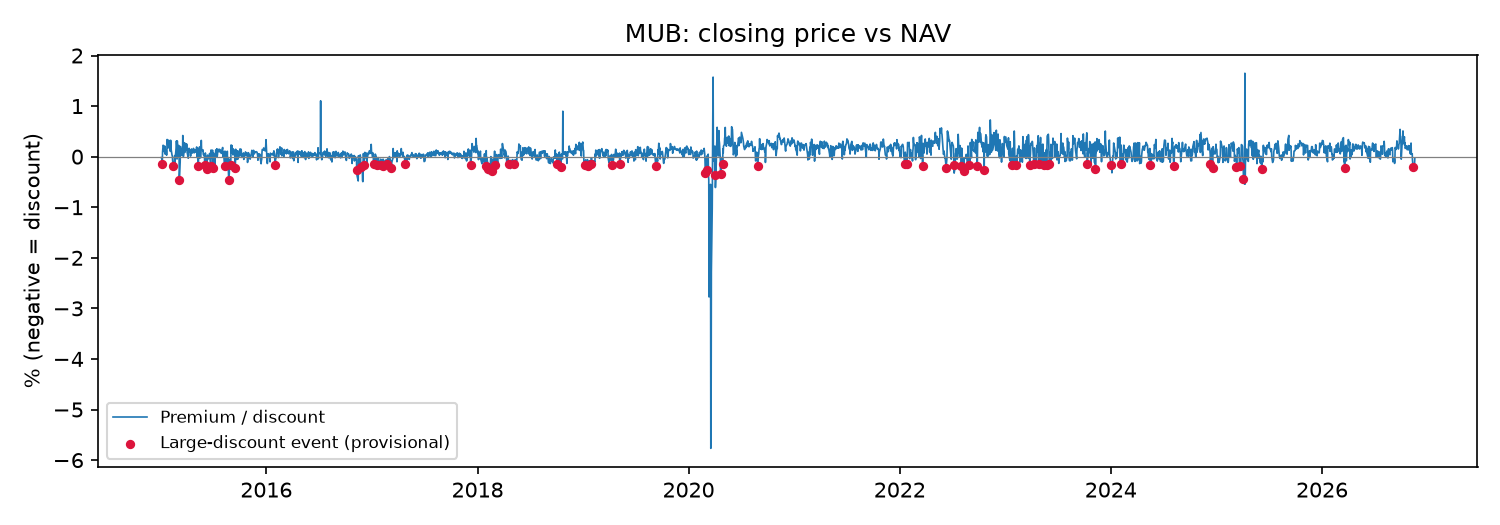 MUB: closing price vs NAV
% (negative = discount)
2
1
0
−1
−2
−3
−4
−5
−6
Premium / discount
Large-discount event (provisional)
2016 2018 2020 2022 2024 2026